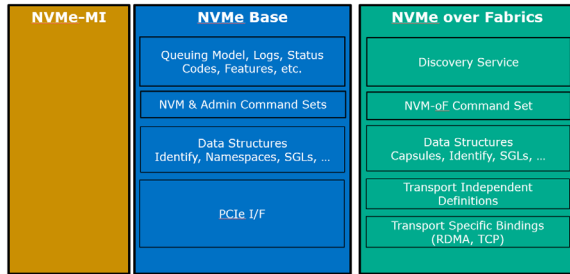 NVMe-MI
NVMe Base
Queuing Model, Logs, Status
Codes, Features, etc.
NVM & Admin Command Sets
Data Structures
Identify, Namespaces, SGLs, ...
PCIe I/F
NVMe over Fabrics
Discovery Service
NVM-oF Command Set
Data Structures
Capsules, Identify, SGLs, ...
Transport Independent
Definitions
Transport Specific Bindings
(RDMA, TCP)